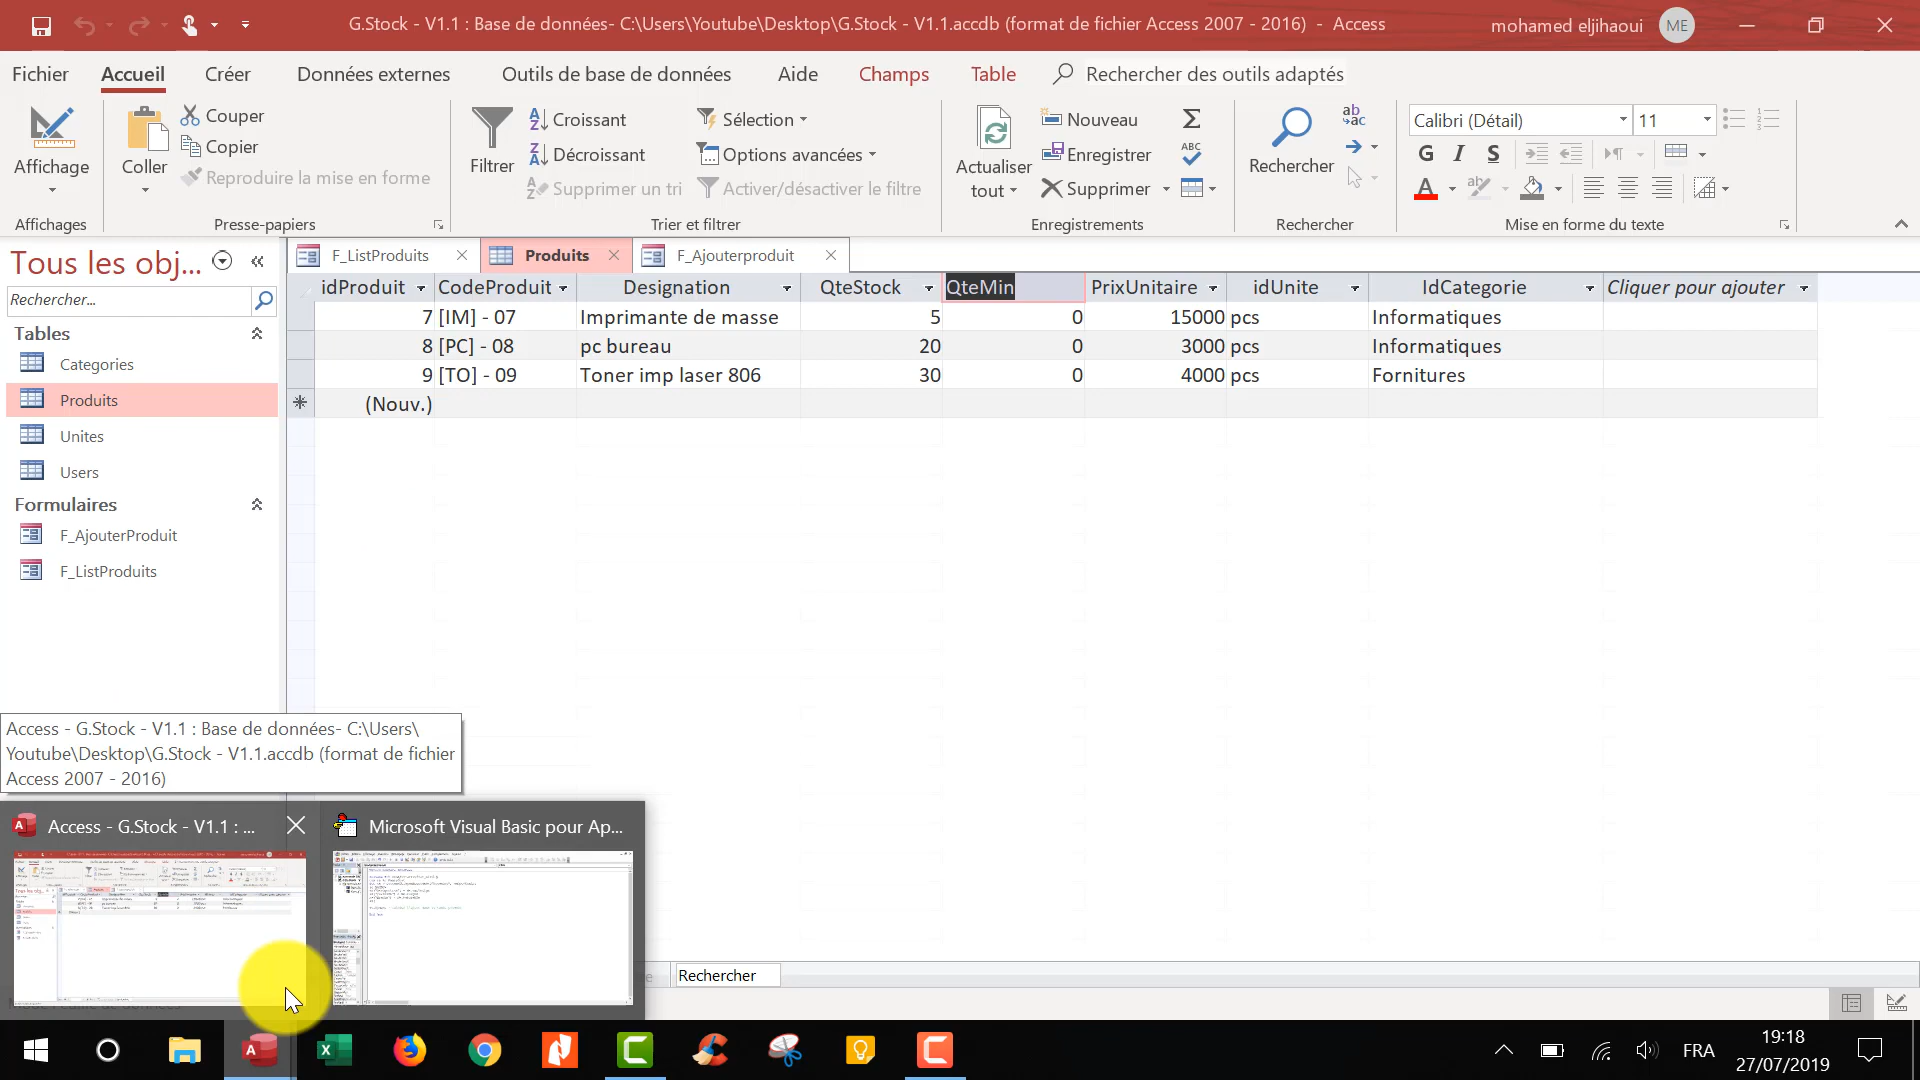 G.Stock - V1.1 : Base de données- C:\Users\Youtube\Desktop\G.Stock - V1.1.accdb (format de fichier Access 2007 - 2016) - Access
mohamed eljihaoui
ME
Fichier
Accueil
Créer
Données externes
Outils de base de données
Aide
Champs
Table
Rechercher des outils adaptés
Affichage
Affichages
Coller
Couper
Copier
Reproduire la mise en forme
Presse-papiers
Filtrer
Croissant
Décroissant
Supprimer un tri
Sélection
Options avancées
Activer/désactiver le filtre
Trier et filtrer
Actualiser
tout
Nouveau
Enregistrer
Supprimer
Enregistrements
Rechercher
Rechercher
Calibri (Détail)
11
G I S
Mise en forme du texte
Tous les obj...
Rechercher...
Tables
Categories
Produits
Unites
Users
Formulaires
F_AjouterProduit
F_ListProduits
F_ListProduits
Produits
F_Ajouterproduit
idProduit CodeProduit Designation QteStock QteMin PrixUnitaire idUnite IdCategorie Cliquer pour ajouter
7 [IM] - 07 Imprimante de masse 5 0 15000 pcs Informatiques
8 [PC] - 08 pc bureau 20 0 3000 pcs Informatiques
9 [TO] - 09 Toner imp laser 806 30 0 4000 pcs Fornitures
(Nouv.)
Access - G.Stock - V1.1 : Base de données- C:\Users\
Youtube\Desktop\G.Stock - V1.1.accdb (format de fichier
Access 2007 - 2016)
Access - G.Stock - V1.1 : ...
Microsoft Visual Basic pour Ap...
Rechercher
FRA
19:18
27/07/2019